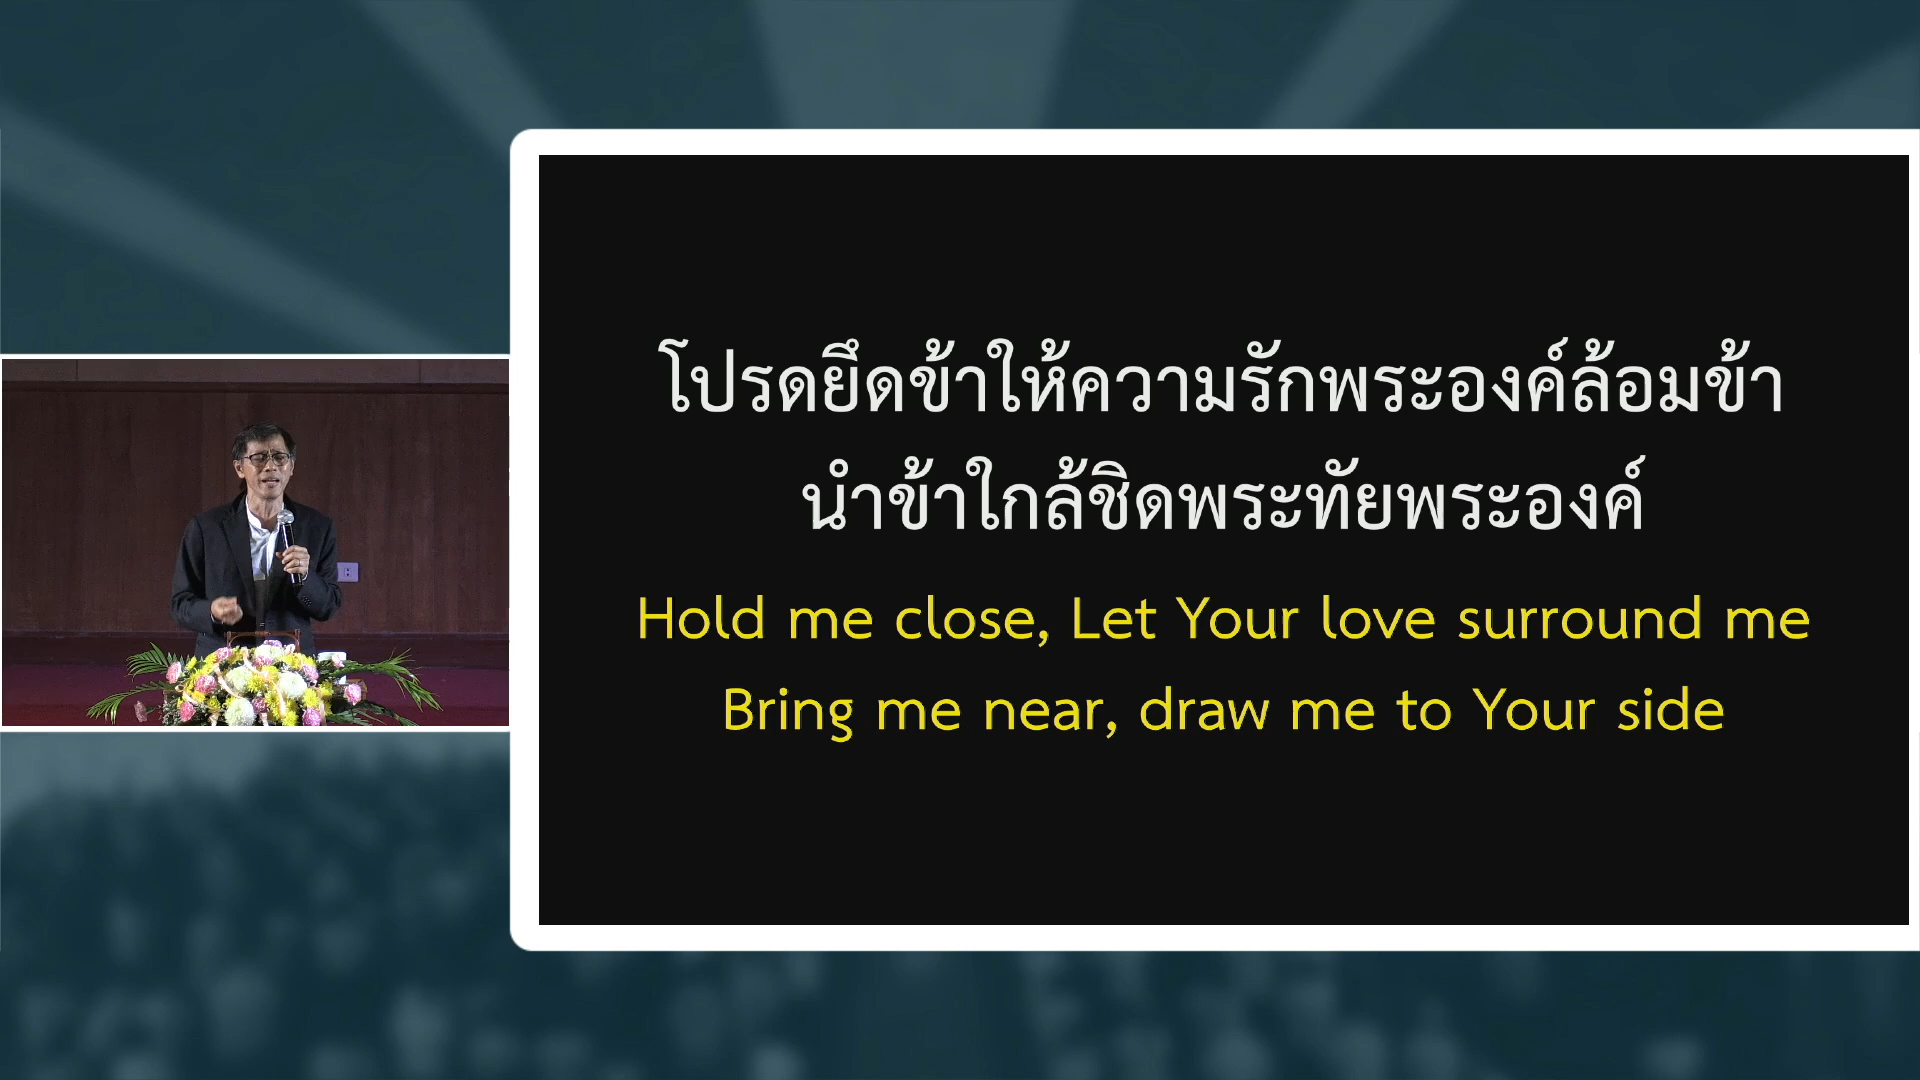 โปรดยึดข้าให้ความรักพระองค์ล้อมข้า
นำข้าใกล้ชิดพระทัยพระองค์
Hold me close, Let Your love surround me
Bring me near, draw me to Your side